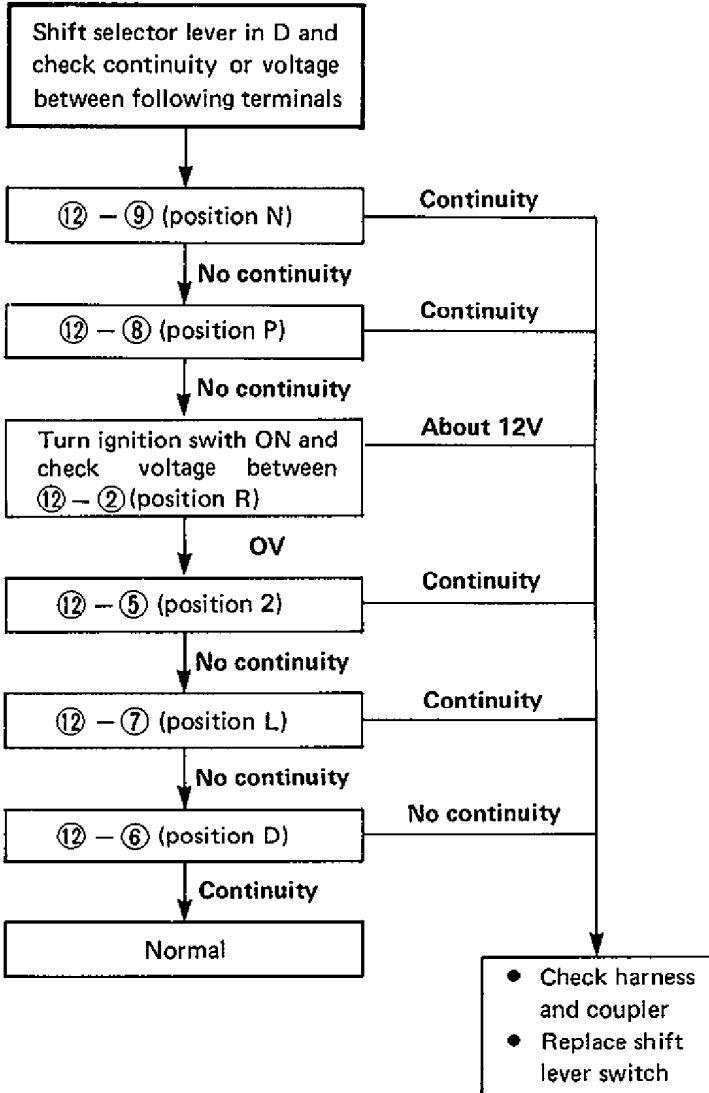 Shift selector lever in D and
check continuity or voltage
between following terminals
⑫ – ⑨ (position N)
Continuity
No continuity
⑫ – ⑧ (position P)
Continuity
No continuity
Turn ignition swith ON and
check voltage between
⑫ – ② (position R)
About 12V
OV
⑫ – ⑤ (position 2)
Continuity
No continuity
⑫ – ⑦ (position L)
Continuity
No continuity
⑫ – ⑥ (position D)
No continuity
Continuity
Normal
● Check harness
and coupler
● Replace shift
lever switch